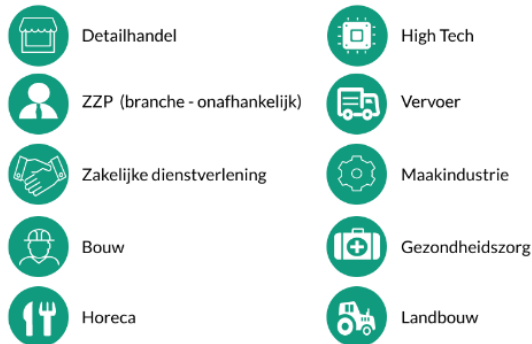 Detailhandel
ZZP (branche - onafhankelijk)
Zakelijke dienstverlening
Bouw
Horeca
High Tech
Vervoer
Maakindustrie
Gezondheidszorg
Landbouw